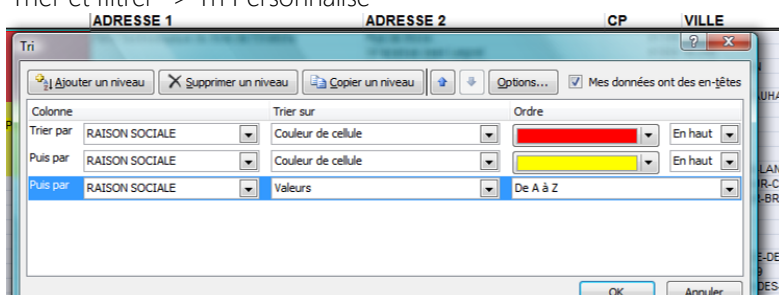 Trier et filtrer -> Tri Personnalisé
ADRESSE 1 ADRESSE 2 CP VILLE
Tri
Ajouter un niveau Supprimer un niveau Copier un niveau Options... Mes données ont des en-têtes
Colonne Trier sur Ordre
Trier par RAISON SOCIALE Couleur de cellule En haut
Puis par RAISON SOCIALE Couleur de cellule En haut
Puis par RAISON SOCIALE Valeurs De A à Z
OK Annuler